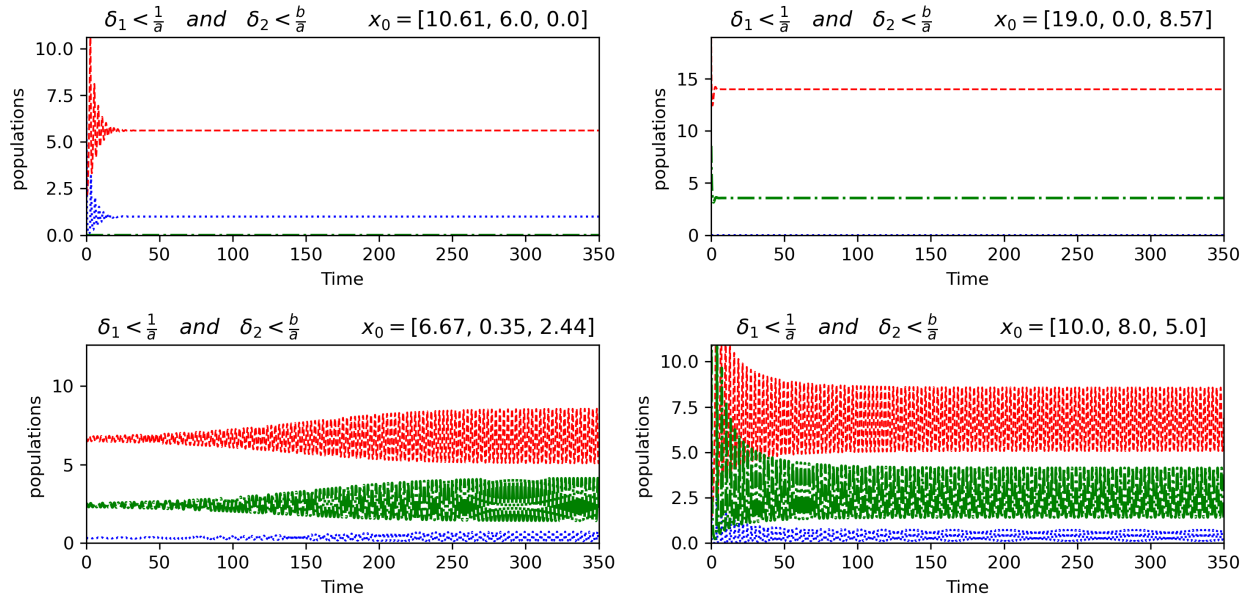 δ₁ < 1/a and δ₂ < b/a x₀ = [10.61, 6.0, 0.0]
10.0
7.5
5.0
2.5
0.0
populations
0 50 100 150 200 250 300 350
Time
δ₁ < 1/a and δ₂ < b/a x₀ = [19.0, 0.0, 8.57]
15
10
5
0
populations
0 50 100 150 200 250 300 350
Time
δ₁ < 1/a and δ₂ < b/a x₀ = [6.67, 0.35, 2.44]
10
5
0
populations
0 50 100 150 200 250 300 350
Time
δ₁ < 1/a and δ₂ < b/a x₀ = [10.0, 8.0, 5.0]
10.0
7.5
5.0
2.5
0.0
populations
0 50 100 150 200 250 300 350
Time